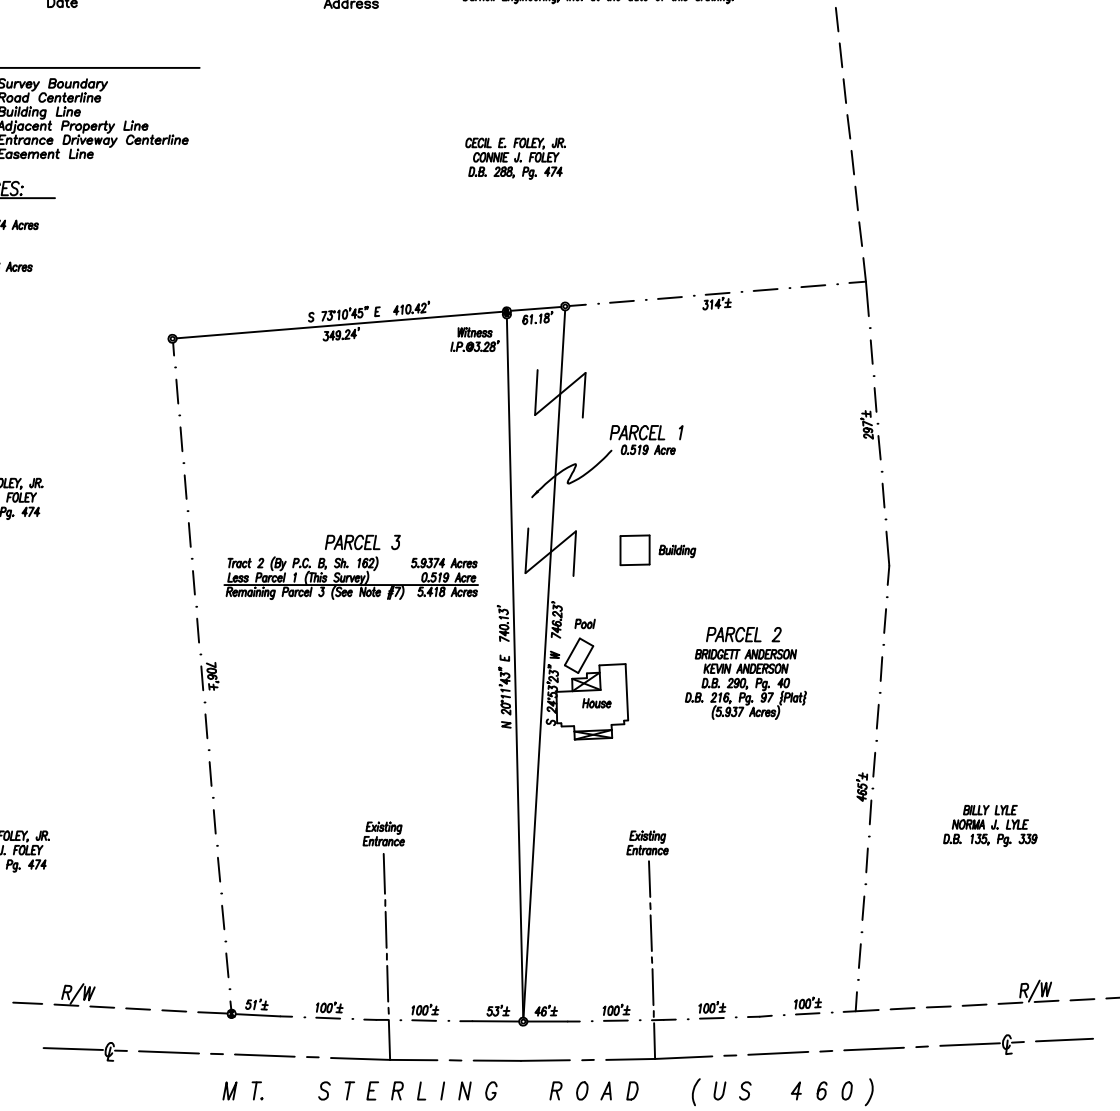 Date
Address
Survey Boundary
Road Centerline
Building Line
Adjacent Property Line
Entrance Driveway Centerline
Easement Line
Acres
Acres
CECIL E. FOLEY, JR.
CONNIE J. FOLEY
D.B. 288, Pg. 474
S 73°10'45" E 410.42'
349.24'
Witness
I.P.@3.28'
61.18'
314'±
297'±
PARCEL 1
0.519 Acre
JR.
FOLEY
Pg. 474
PARCEL 3
Tract 2 (By P.C. B, Sh. 162) 5.9374 Acres
Less Parcel 1 (This Survey) 0.519 Acre
Remaining Parcel 3 (See Note #7) 5.418 Acres
Building
N 20°11'43" E 740.13'
S 24°53'23" W 746.23'
Pool
House
PARCEL 2
BRIDGETT ANDERSON
KEVIN ANDERSON
D.B. 290, Pg. 40
D.B. 216, Pg. 97 {Plat}
(5.937 Acres)
706'±
465'±
BILLY LYLE
NORMA J. LYLE
D.B. 135, Pg. 339
FOLEY, JR.
J. FOLEY
Pg. 474
Existing
Entrance
Existing
Entrance
R/W
51'±
100'±
100'±
53'±
46'±
100'±
100'±
100'±
R/W
MT. STERLING ROAD (US 460)